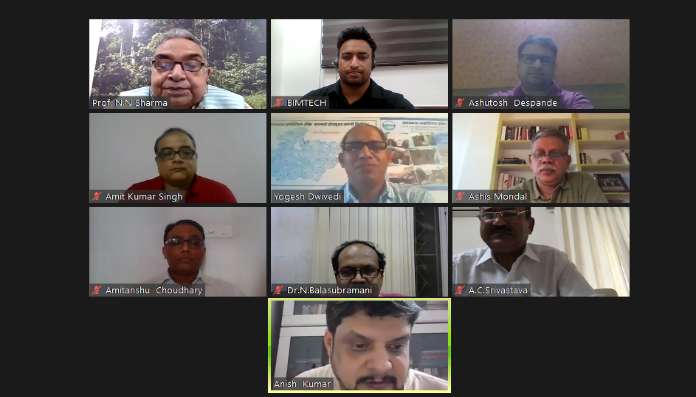 Prof. N.N Sharma
BIMTECH
Ashutosh Despande
Amit Kumar Singh
Yogesh Dwivedi
Ashis Mondal
Amitanshu Choudhary
Dr.N.Balasubramani
A.C.Srivastava
Anish Kumar